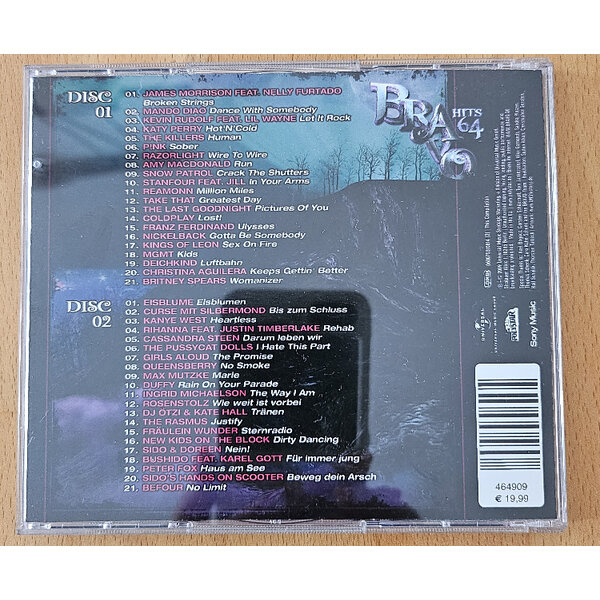 DISC 01
01. JAMES MORRISON FEAT. NELLY FURTADO
Broken Strings
02. MANDO DIAO Dance With Somebody
03. KEVIN RUDOLF FEAT. LIL WAYNE Let It Rock
04. KATY PERRY Hot'N'Cold
05. THE KILLERS Human
06. P!NK Sober
07. RAZORLIGHT Wire To Wire
08. AMY MACDONALD Run
09. SNOW PATROL Crack The Shutters
10. STANFOUR FEAT. JILL In Your Arms
11. REAMONN Million Miles
12. TAKE THAT Greatest Day
13. THE LAST GOODNIGHT Pictures Of You
14. COLDPLAY Lost!
15. FRANZ FERDINAND Ulysses
16. NICKELBACK Gotta Be Somebody
17. KINGS OF LEON Sex On Fire
18. MGMT Kids
19. DEICHKIND Luftbahn
20. CHRISTINA AGUILERA Keeps Gettin' Better
21. BRITNEY SPEARS Womanizer
DISC 02
01. EISBLUME Eisblumen
02. CURSE MIT SILBERMOND Bis zum Schluss
03. KANYE WEST Heartless
04. RIHANNA FEAT. JUSTIN TIMBERLAKE Rehab
05. CASSANDRA STEEN Darum leben wir
06. THE PUSSYCAT DOLLS I Hate This Part
07. GIRLS ALOUD The Promise
08. QUEENSBERRY No Smoke
09. MAX MUTZKE Marie
10. DUFFY Rain On Your Parade
11. INGRID MICHAELSON The Way I Am
12. ROSENSTOLZ Wie weit ist vorbei
13. DJ ÖTZI & KATE HALL Tränen
14. THE RASMUS Justify
15. FRÄULEIN WUNDER Sternradio
16. NEW KIDS ON THE BLOCK Dirty Dancing
17. SIDO & DOREEN Nein!
18. BUSHIDO FEAT. KAREL GOTT Für immer jung
19. PETER FOX Haus am See
20. SIDO'S HANDS ON SCOOTER Beweg dein Arsch
21. BEFOUR No Limit
BRAVO
HITS 64
UNIVERSAL
Sony Music
464909
€ 19,99